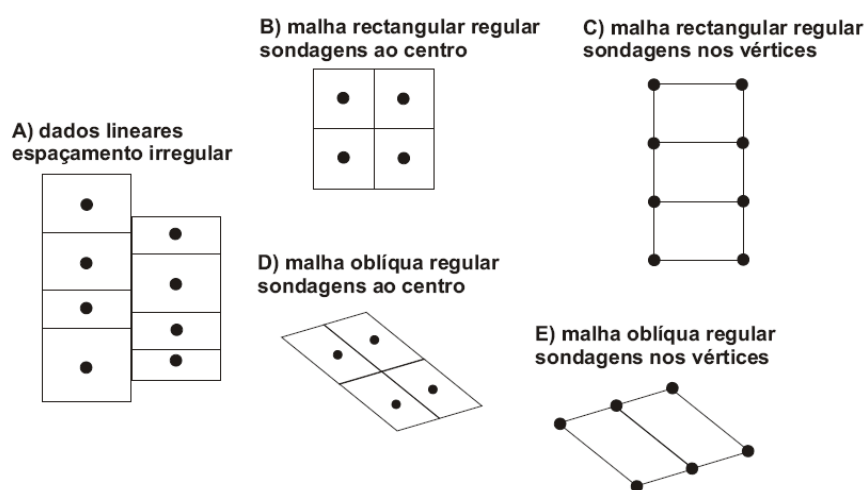 A) dados lineares
espaçamento irregular
B) malha rectangular regular
sondagens ao centro
C) malha rectangular regular
sondagens nos vértices
D) malha oblíqua regular
sondagens ao centro
E) malha oblíqua regular
sondagens nos vértices